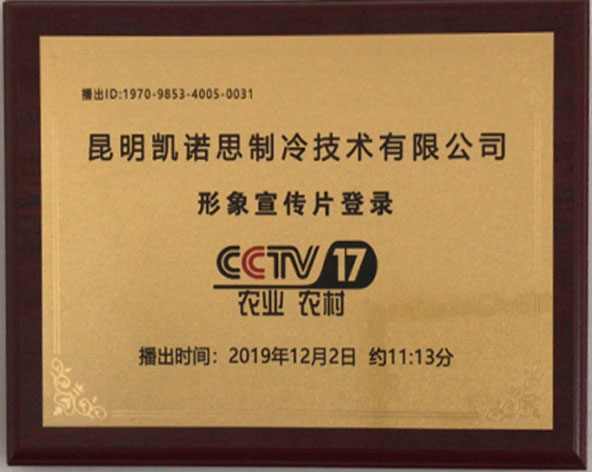 播出ID:1970-9853-4005-0031
昆明凯诺思制冷技术有限公司
形象宣传片登录
CCTV 17
农业 农村
播出时间：2019年12月2日 约11:13分